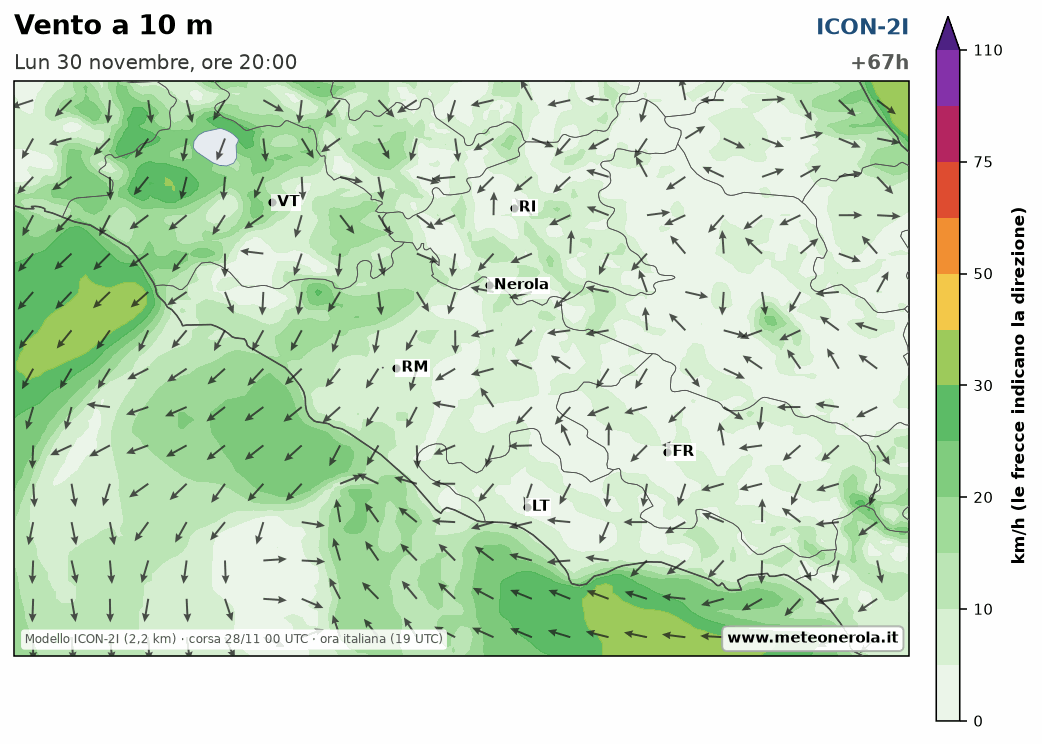 Vento a 10 m
ICON-2I
Lun 30 novembre, ore 20:00
+67h
110
75
50
30
20
10
0
km/h (le frecce indicano la direzione)
VT
RI
Nerola
RM
FR
LT
Modello ICON-2I (2,2 km) · corsa 28/11 00 UTC · ora italiana (19 UTC)
www.meteonerola.it